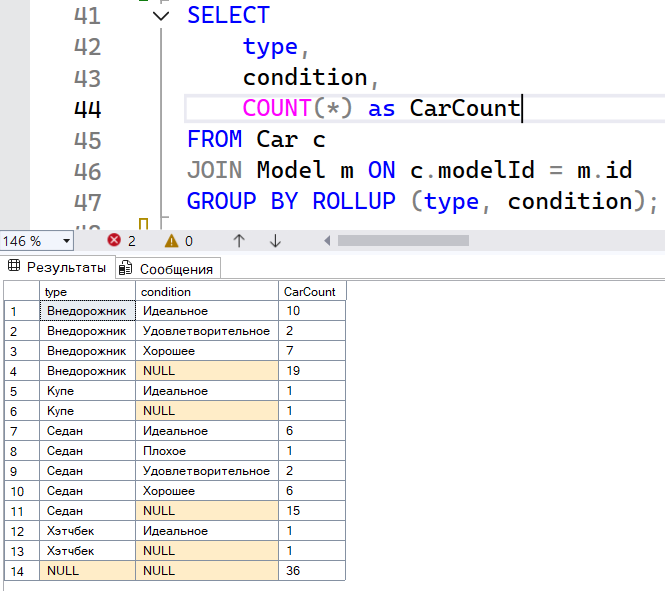 41 SELECT
42 type,
43 condition,
44 COUNT(*) as CarCount
45 FROM Car c
46 JOIN Model m ON c.modelId = m.id
47 GROUP BY ROLLUP (type, condition);
146 % 2 0
Результаты Сообщения
type condition CarCount
1 Внедорожник Идеальное 10
2 Внедорожник Удовлетворительное 2
3 Внедорожник Хорошее 7
4 Внедорожник NULL 19
5 Купе Идеальное 1
6 Купе NULL 1
7 Седан Идеальное 6
8 Седан Плохое 1
9 Седан Удовлетворительное 2
10 Седан Хорошее 6
11 Седан NULL 15
12 Хэтчбек Идеальное 1
13 Хэтчбек NULL 1
14 NULL NULL 36